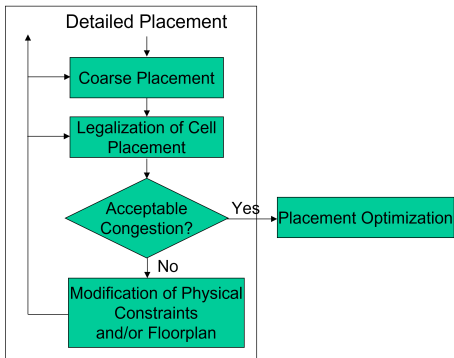 Detailed Placement
Coarse Placement
Legalization of Cell
Placement
Acceptable
Congestion?
Yes
Placement Optimization
No
Modification of Physical
Constraints
and/or Floorplan